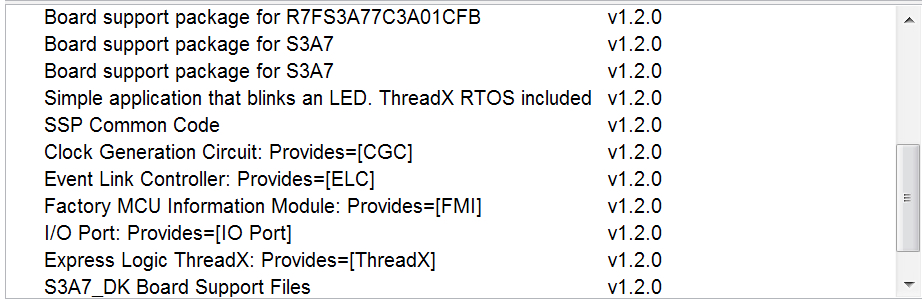 Board support package for R7FS3A77C3A01CFB v1.2.0
Board support package for S3A7 v1.2.0
Board support package for S3A7 v1.2.0
Simple application that blinks an LED. ThreadX RTOS included v1.2.0
SSP Common Code v1.2.0
Clock Generation Circuit: Provides=[CGC] v1.2.0
Event Link Controller: Provides=[ELC] v1.2.0
Factory MCU Information Module: Provides=[FMI] v1.2.0
I/O Port: Provides=[IO Port] v1.2.0
Express Logic ThreadX: Provides=[ThreadX] v1.2.0
S3A7_DK Board Support Files v1.2.0